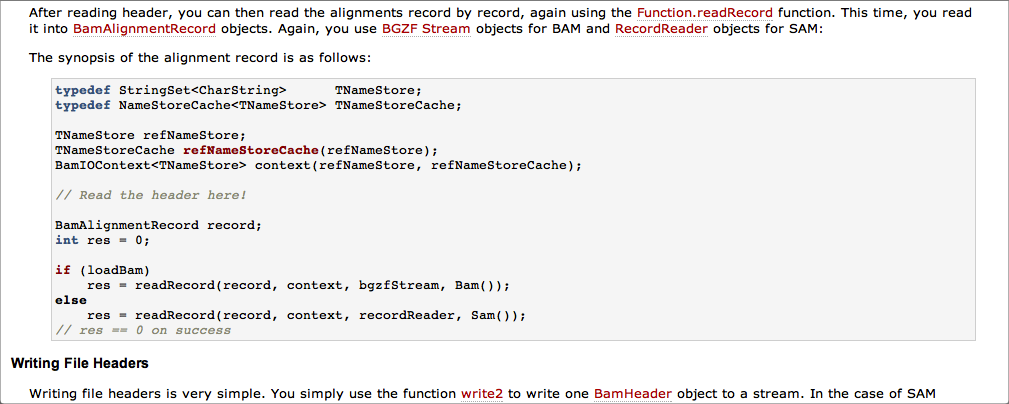 After reading header, you can then read the alignments record by record, again using the Function.readRecord function. This time, you read
it into BamAlignmentRecord objects. Again, you use BGZF Stream objects for BAM and RecordReader objects for SAM:
The synopsis of the alignment record is as follows:
typedef StringSet<CharString>      TNameStore;
typedef NameStoreCache<TNameStore> TNameStoreCache;
TNameStore refNameStore;
TNameStoreCache refNameStoreCache(refNameStore);
BamIOContext<TNameStore> context(refNameStore, refNameStoreCache);
// Read the header here!
BamAlignmentRecord record;
int res = 0;
if (loadBam)
    res = readRecord(record, context, bgzfStream, Bam());
else
    res = readRecord(record, context, recordReader, Sam());
// res == 0 on success
Writing File Headers
Writing file headers is very simple. You simply use the function write2 to write one BamHeader object to a stream. In the case of SAM